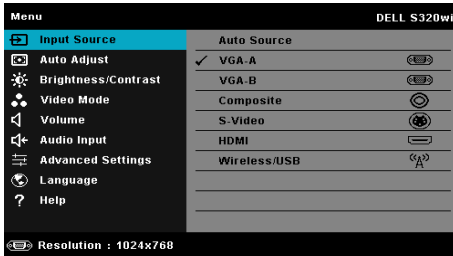 Menu
DELL S320wi
Input Source
Auto Adjust
Brightness/Contrast
Video Mode
Volume
Audio Input
Advanced Settings
Language
? Help
Auto Source
✓ VGA-A
VGA-B
Composite
S-Video
HDMI
Wireless/USB
Resolution : 1024x768